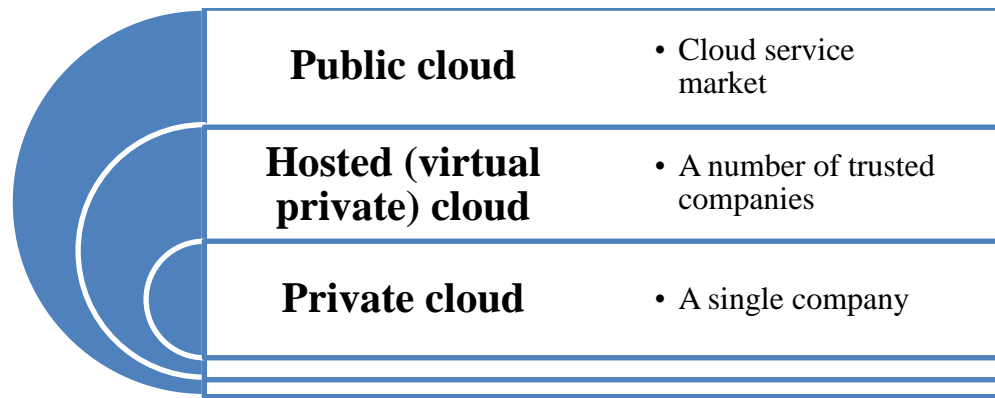 Public cloud
• Cloud service
market
Hosted (virtual
private) cloud
• A number of trusted
companies
Private cloud
• A single company